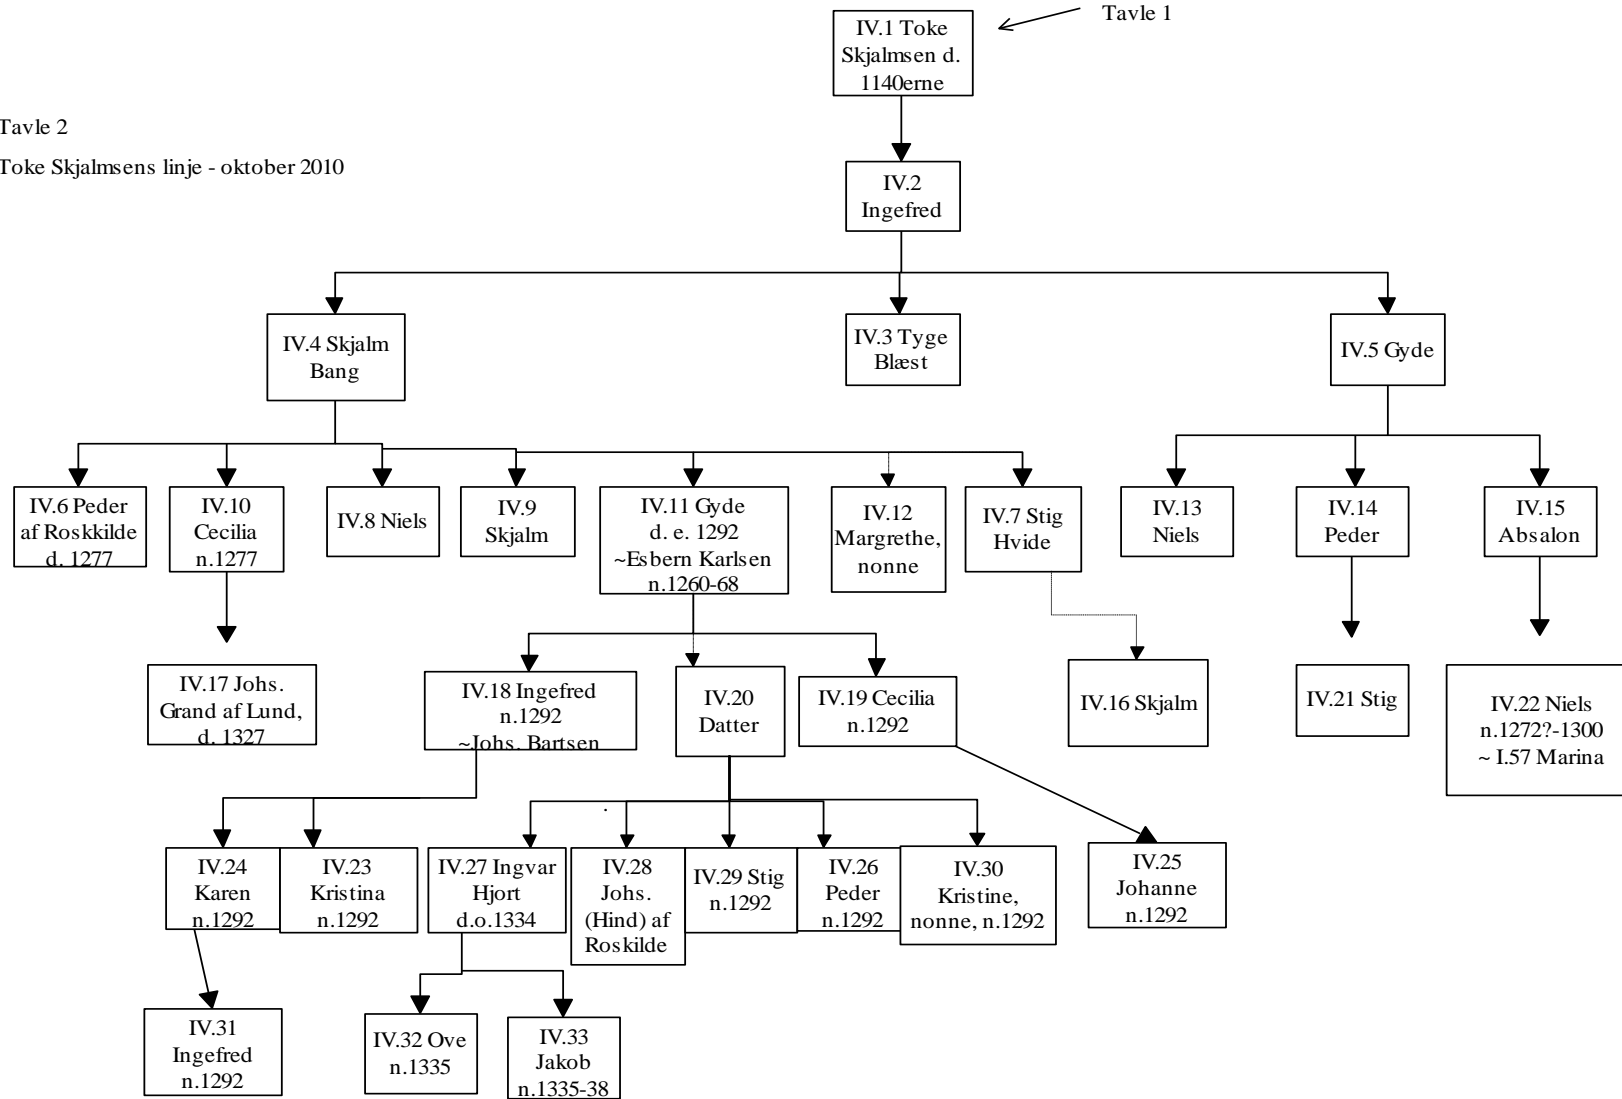 Tavle 1
IV.1 Toke
Skjalmsen d.
1140erne
Tavle 2
Toke Skjalmsens linje - oktober 2010
IV.2
Ingefred
IV.4 Skjalm
Bang
IV.3 Tyge
Blæst
IV.5 Gyde
IV.6 Peder
af Roskkilde
d. 1277
IV.10
Cecilia
n.1277
IV.8 Niels
IV.9
Skjalm
IV.11 Gyde
d. e. 1292
~Esbern Karlsen
n.1260-68
IV.12
Margrethe,
nonne
IV.7 Stig
Hvide
IV.13
Niels
IV.14
Peder
IV.15
Absalon
IV.17 Johs.
Grand af Lund,
d. 1327
IV.18 Ingefred
n.1292
~Johs. Bartsen
IV.20
Datter
IV.19 Cecilia
n.1292
IV.16 Skjalm
IV.21 Stig
IV.22 Niels
n.1272?-1300
~ I.57 Marina
IV.24
Karen
n.1292
IV.23
Kristina
n.1292
IV.27 Ingvar
Hjort
d.o.1334
IV.28
Johs.
(Hind) af
Roskilde
IV.29 Stig
n.1292
IV.26
Peder
n.1292
IV.30
Kristine,
nonne, n.1292
IV.25
Johanne
n.1292
IV.31
Ingefred
n.1292
IV.32 Ove
n.1335
IV.33
Jakob
n.1335-38